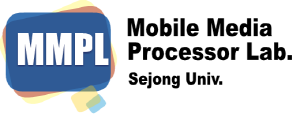 MMPL
Mobile Media
Processor Lab.
Sejong Univ.